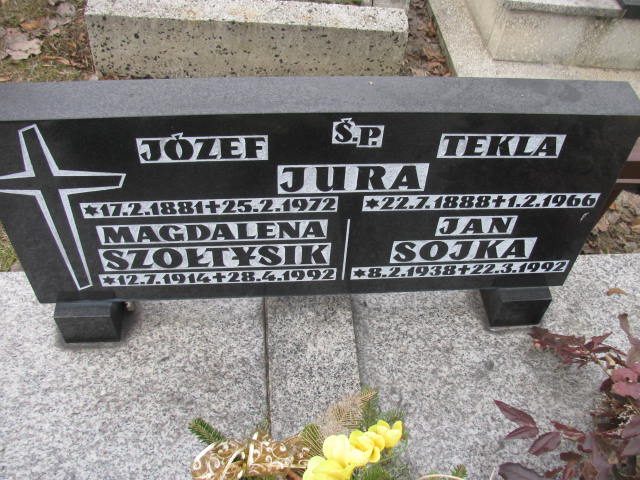 Ś.P.
JÓZEF TEKLA
JURA
*17.2.1881+25.2.1972 *22.7.1888+1.2.1966
MAGDALENA
SZOŁTYSIK
*12.7.1914+28.4.1992
JAN
SOJKA
*8.2.1938+22.3.1992